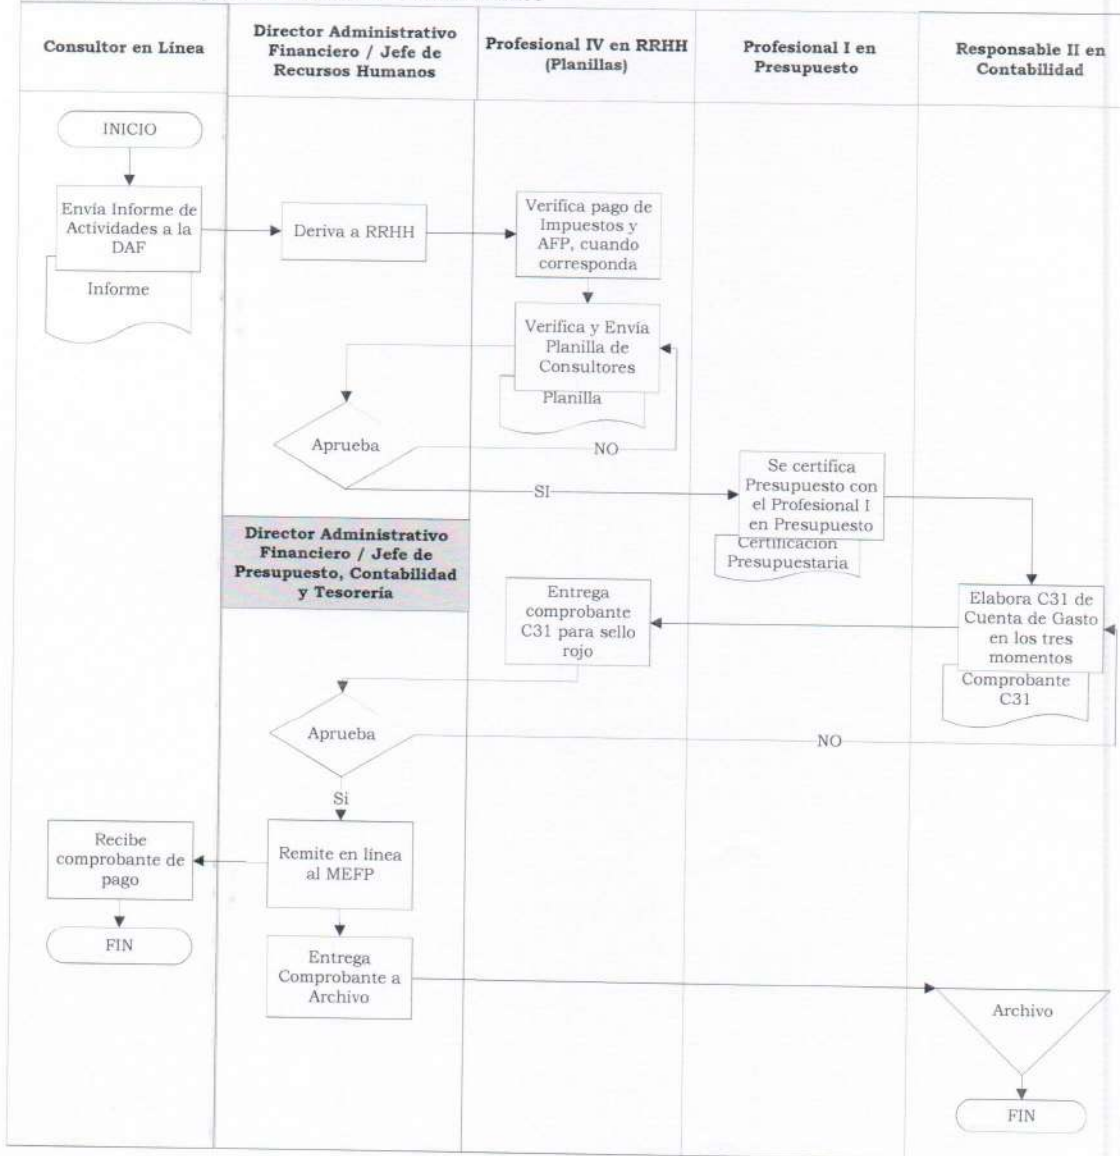 Consultor en Línea
Director Administrativo
Financiero / Jefe de
Recursos Humanos
Profesional IV en RRHH
(Planillas)
Profesional I en
Presupuesto
Responsable II en
Contabilidad
INICIO
Envía Informe de
Actividades a la
DAF
Informe
Deriva a RRHH
Verifica pago de
Impuestos y
AFP, cuando
corresponda
Verifica y Envía
Planilla de
Consultores
Planilla
Aprueba
NO
SI
Se certifica
Presupuesto con
el Profesional I
en Presupuesto
Certificación
Presupuestaria
Director Administrativo
Financiero / Jefe de
Presupuesto, Contabilidad
y Tesorería
Elabora C31 de
Cuenta de Gasto
en los tres
momentos
Comprobante
C31
Entrega
comprobante
C31 para sello
rojo
Aprueba
NO
Si
Remite en línea
al MEFP
Recibe
comprobante de
pago
FIN
Entrega
Comprobante a
Archivo
Archivo
FIN